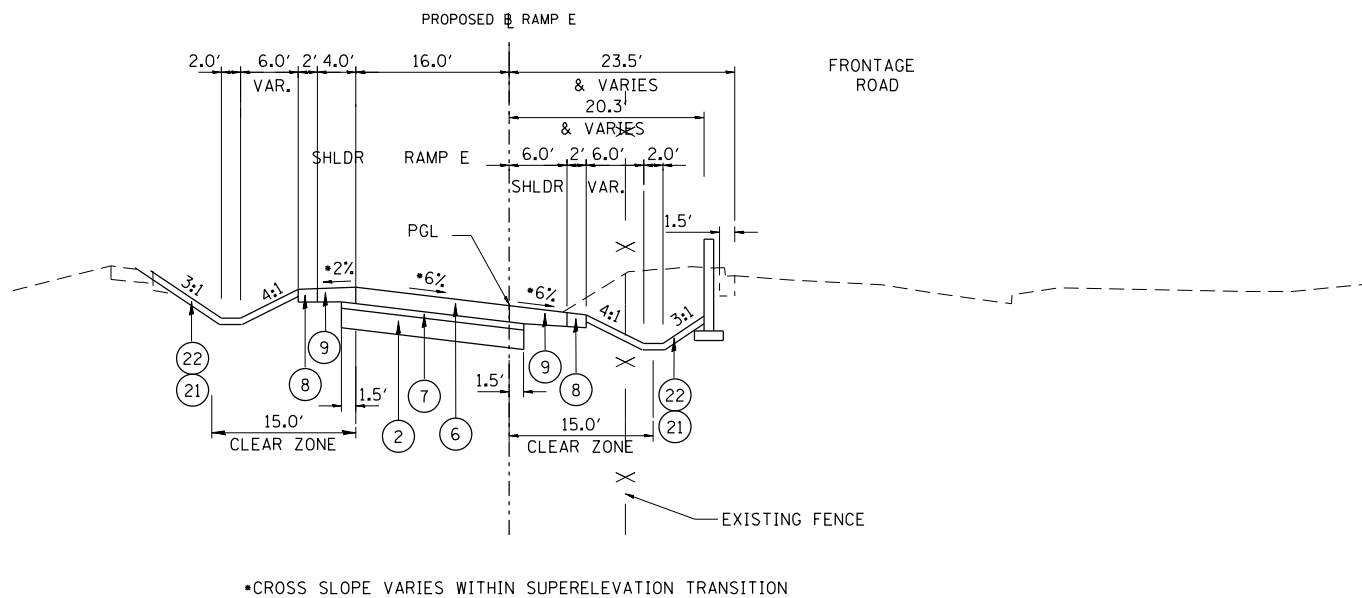 PROPOSED ℄ RAMP E
2.0' 6.0' 2' 4.0' 16.0' 23.5'
VAR. & VARIES
FRONTAGE
ROAD
20.3'
& VARIES
SHLDR RAMP E 6.0' 2' 6.0' 2.0'
SHLDR VAR.
1.5'
PGL
*2% *6% *6%
3:1 4:1 4:1 3:1
22 9 9 22
21 8 7 8 21
1.5' 1.5'
2 6
15.0' 15.0'
CLEAR ZONE CLEAR ZONE
EXISTING FENCE
*CROSS SLOPE VARIES WITHIN SUPERELEVATION TRANSITION